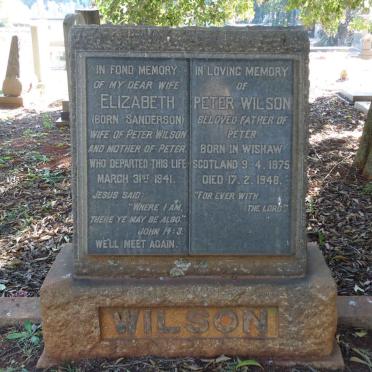 IN FOND MEMORY
OF MY DEAR WIFE
ELIZABETH
(BORN SANDERSON)
WIFE OF PETER WILSON
AND MOTHER OF PETER.
WHO DEPARTED THIS LIFE
MARCH 31ST 1941.
JESUS SAID
"WHERE I AM,
THERE YE MAY BE ALSO."
JOHN 14:3.
WE'LL MEET AGAIN.
IN LOVING MEMORY
OF
PETER WILSON
BELOVED FATHER OF
PETER
BORN IN WISHAW
SCOTLAND 9.4.1875
DIED 17.2.1948.
"FOR EVER WITH
THE LORD"
WILSON